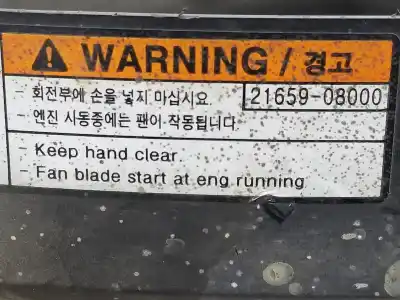 WARNING / 경고
- 회전부에 손을 넣지 마십시요.
21659-08000
- 엔진 시동중에는 팬이 작동됩니다.
- Keep hand clear.
- Fan blade start at eng running